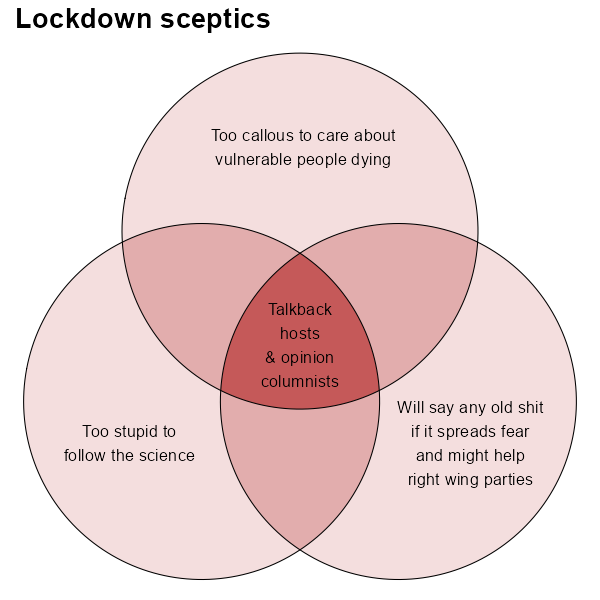 Lockdown sceptics
Too callous to care about
vulnerable people dying
Talkback
hosts
& opinion
columnists
Too stupid to
follow the science
Will say any old shit
if it spreads fear
and might help
right wing parties